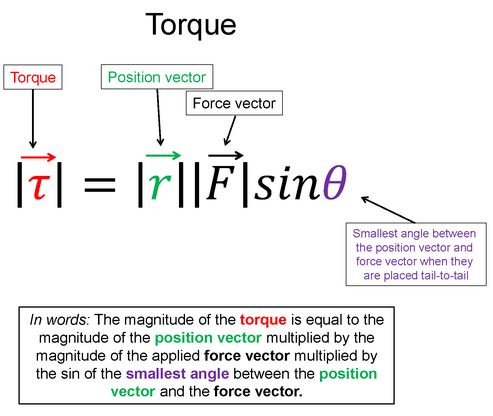 Torque
Torque
Position vector
Force vector
|τ⃗| = |r⃗||F⃗|sinθ
Smallest angle between
the position vector and
force vector when they
are placed tail-to-tail
In words: The magnitude of the torque is equal to the
magnitude of the position vector multiplied by the
magnitude of the applied force vector multiplied by
the sin of the smallest angle between the position
vector and the force vector.